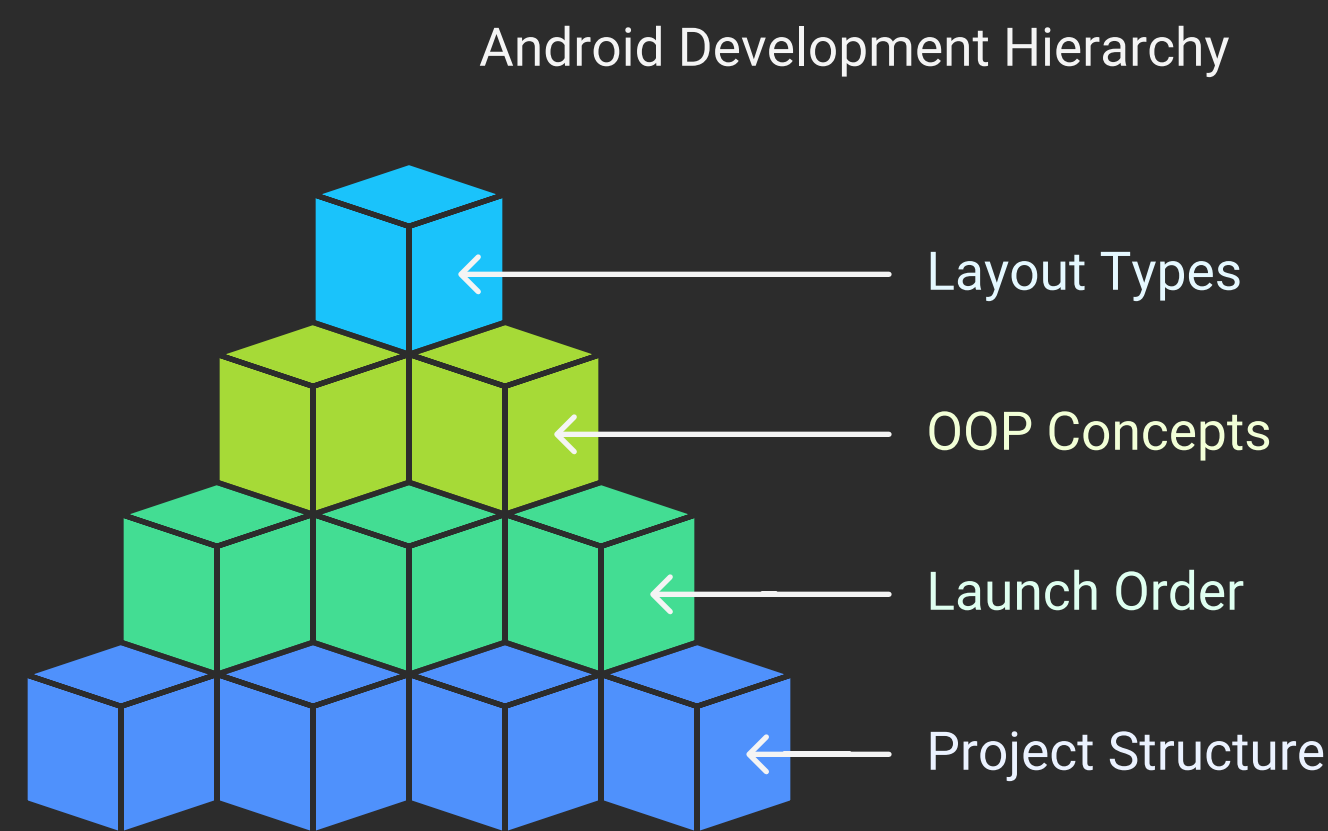 Android Development Hierarchy
Layout Types
OOP Concepts
Launch Order
Project Structure